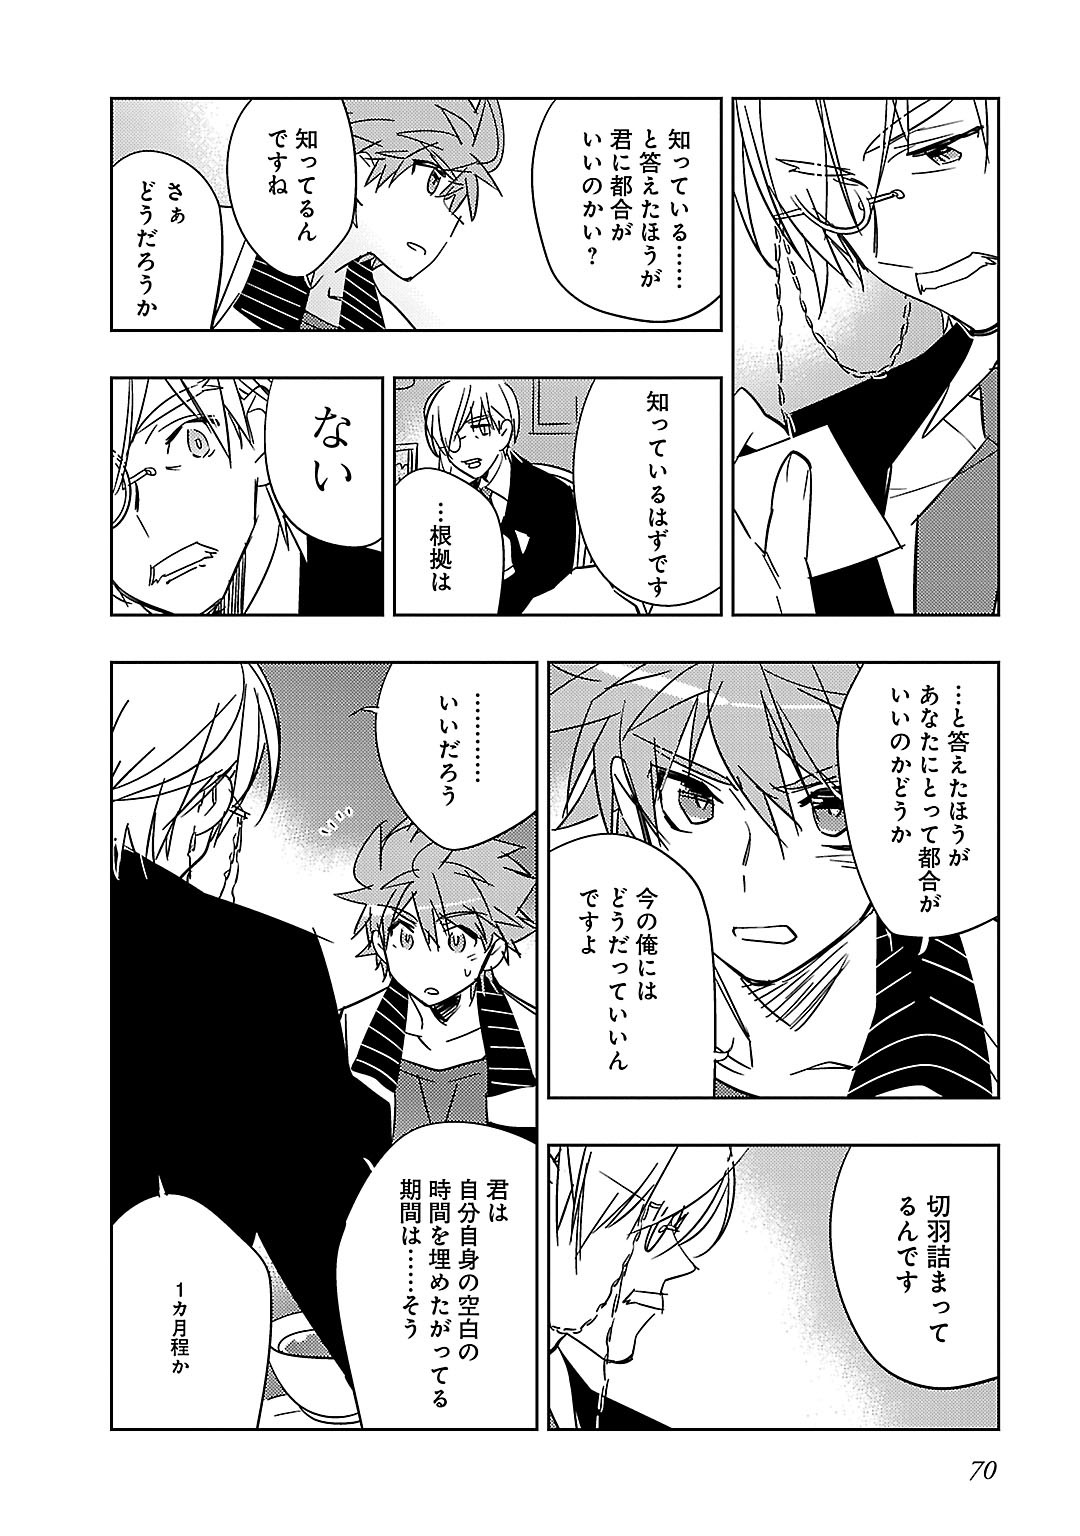 知っている……
と答えたほうが
君に都合が
いいのかい？
知ってるん
ですね
さぁ
どうだろうか
知っているはずです
…根拠は
ない
…と答えたほうが
あなたにとって都合が
いいのかどうか
今の俺には
どうだっていいん
ですよ
切羽詰まって
るんです
…………
いいだろう
君は
自分自身の空白の
時間を埋めたがってる
期間は……そう
1カ月程か
70